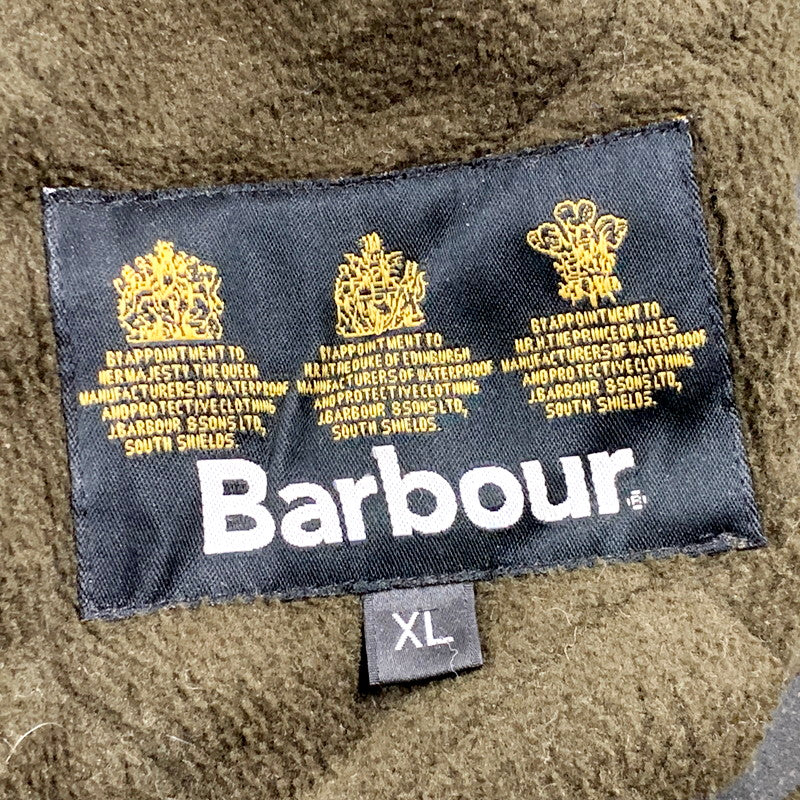 BY APPOINTMENT TO
HER MAJESTY THE QUEEN
MANUFACTURERS OF WATERPROOF
AND PROTECTIVE CLOTHING
J.BARBOUR & SONS LTD,
SOUTH SHIELDS.
BY APPOINTMENT TO
H.R.H. THE DUKE OF EDINBURGH
MANUFACTURERS OF WATERPROOF
AND PROTECTIVE CLOTHING
J.BARBOUR & SONS LTD,
SOUTH SHIELDS.
BY APPOINTMENT TO
H.R.H. THE PRINCE OF WALES
MANUFACTURERS OF WATERPROOF
AND PROTECTIVE CLOTHING
J.BARBOUR & SONS LTD,
SOUTH SHIELDS.
Barbour®
XL